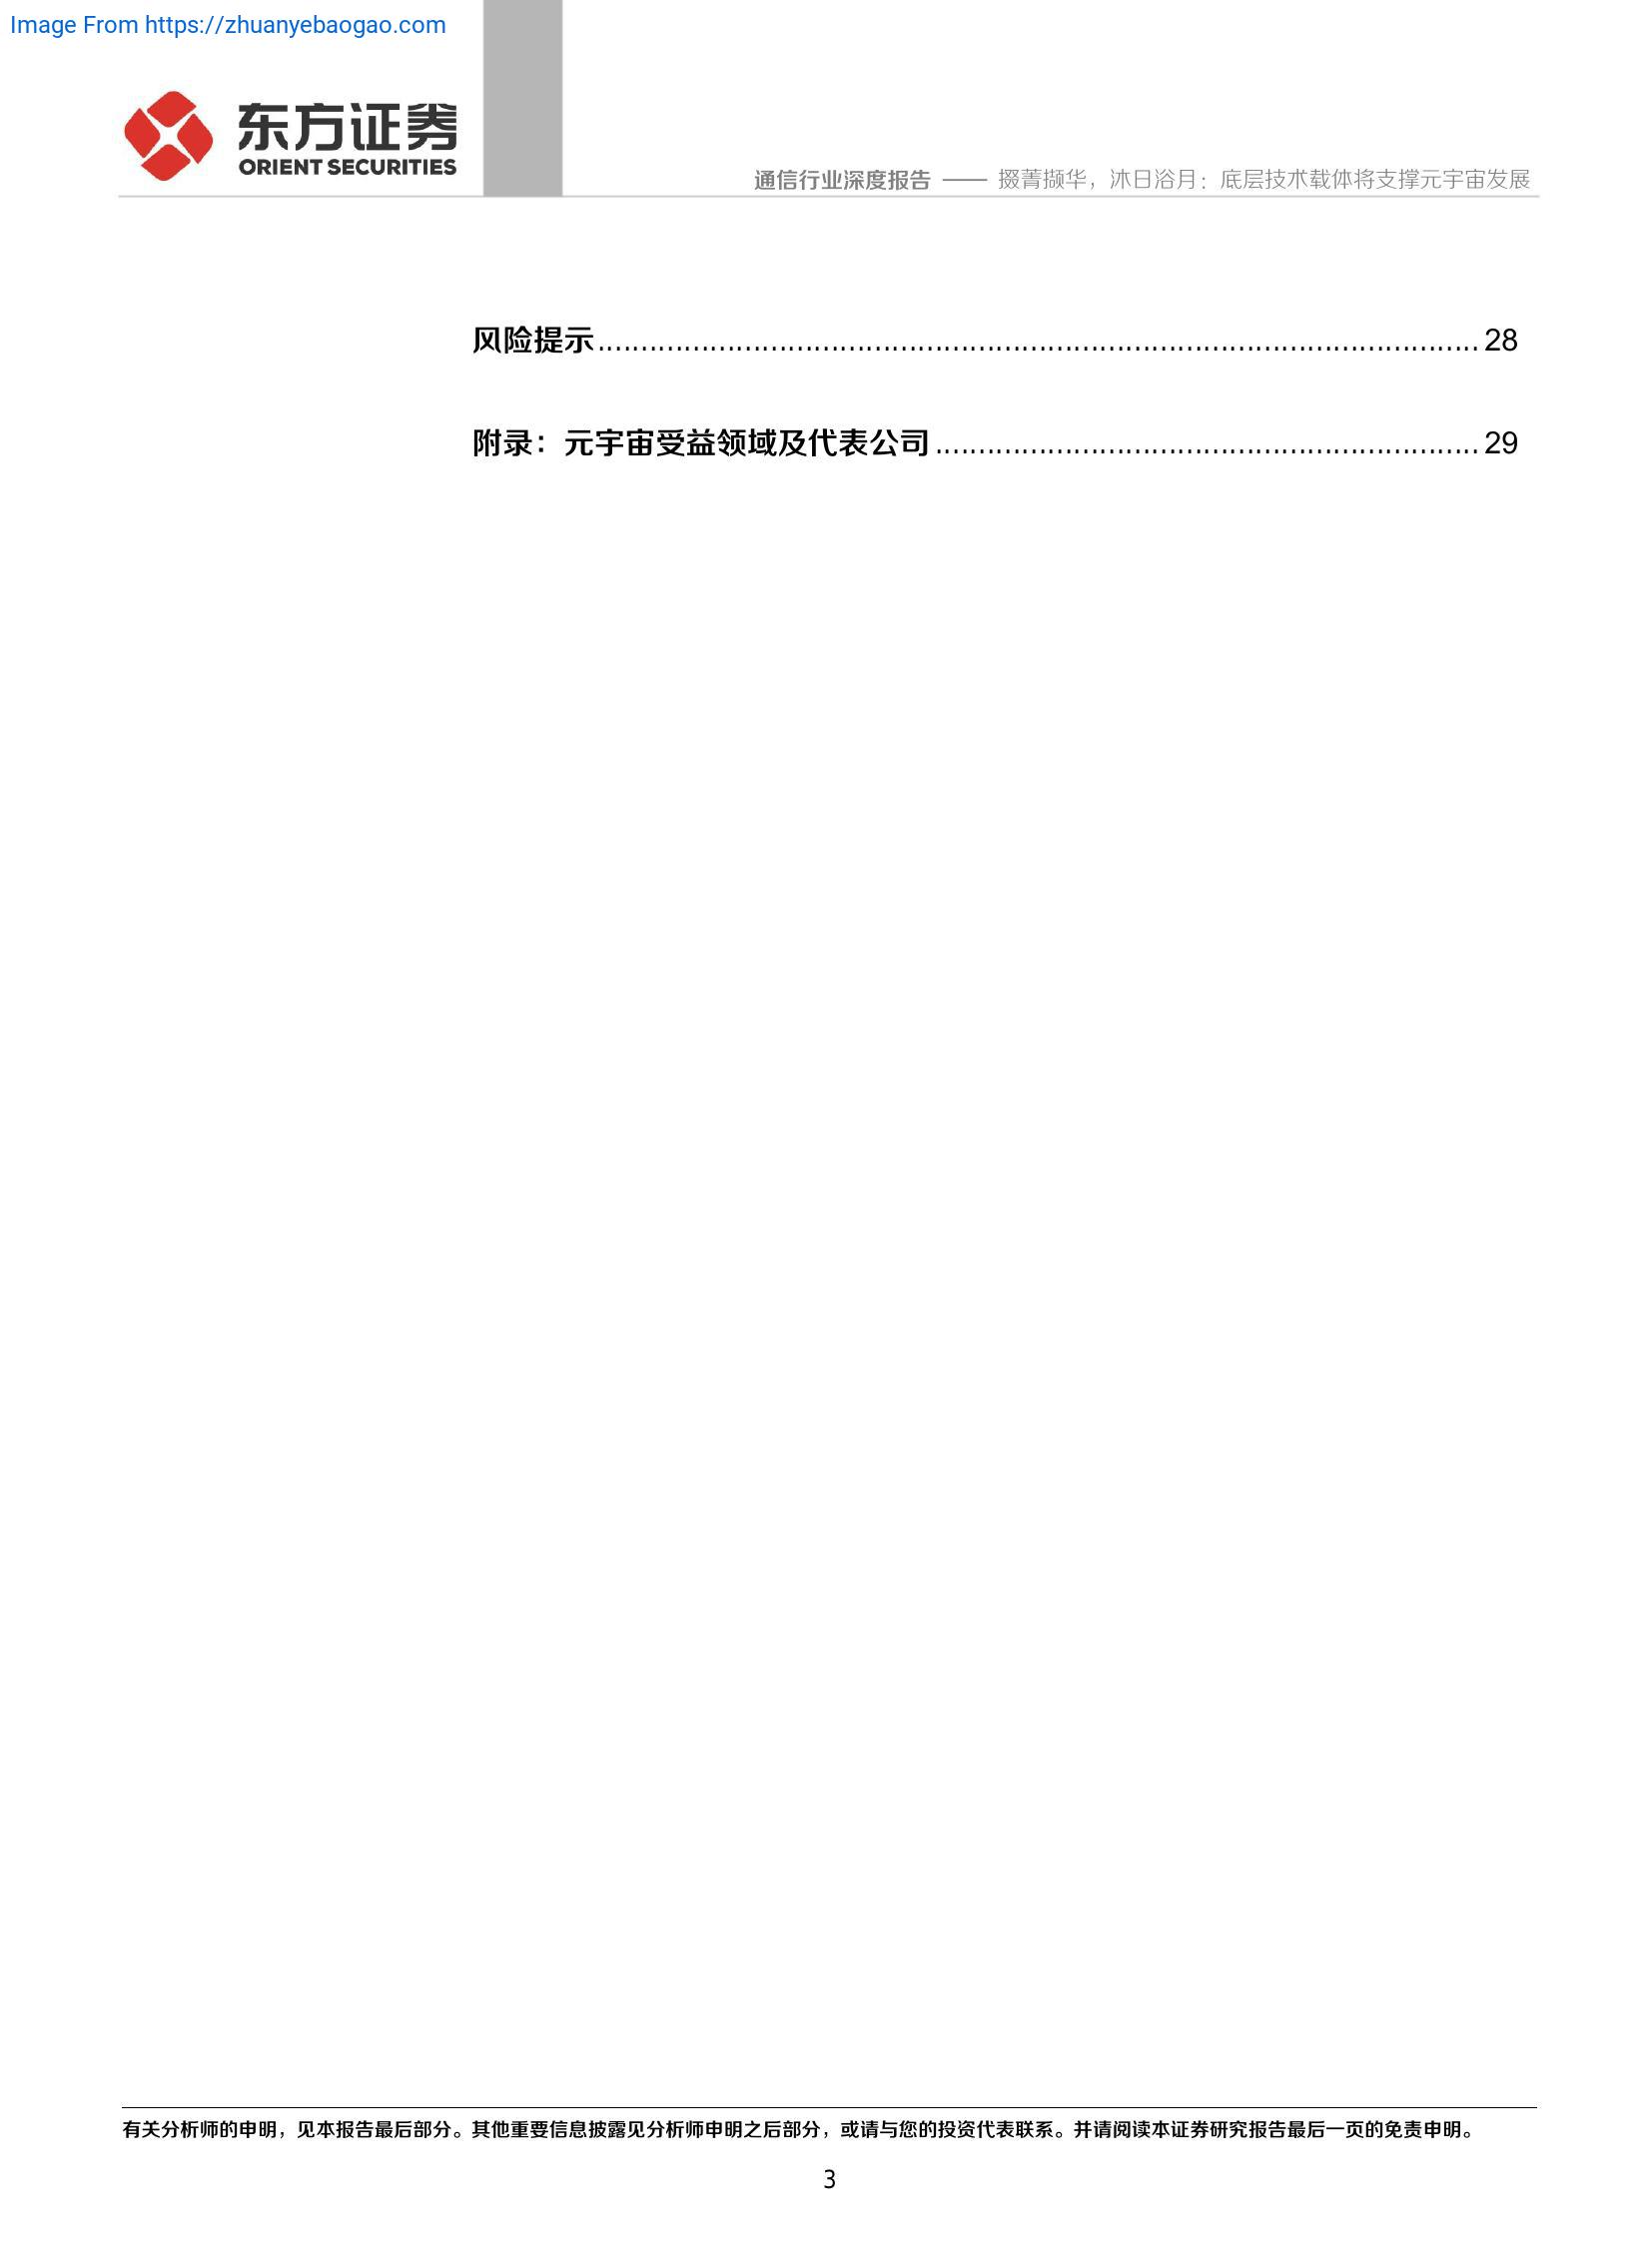 Image From https://zhuanyebaogao.com
东方证券
ORIENT SECURITIES
通信行业深度报告 —— 掇菁撷华，沐日浴月：底层技术载体将支撑元宇宙发展
风险提示........................................................................................................ 28
附录：元宇宙受益领域及代表公司................................................................ 29
有关分析师的申明，见本报告最后部分。其他重要信息披露见分析师申明之后部分，或请与您的投资代表联系。并请阅读本证券研究报告最后一页的免责申明。
3